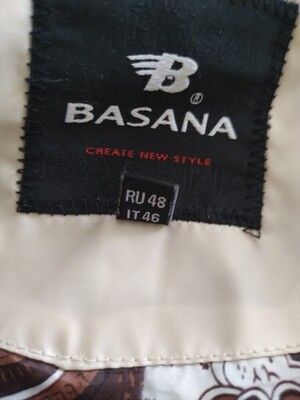 B
®
BASANA
CREATE NEW STYLE
RU 48
IT 46